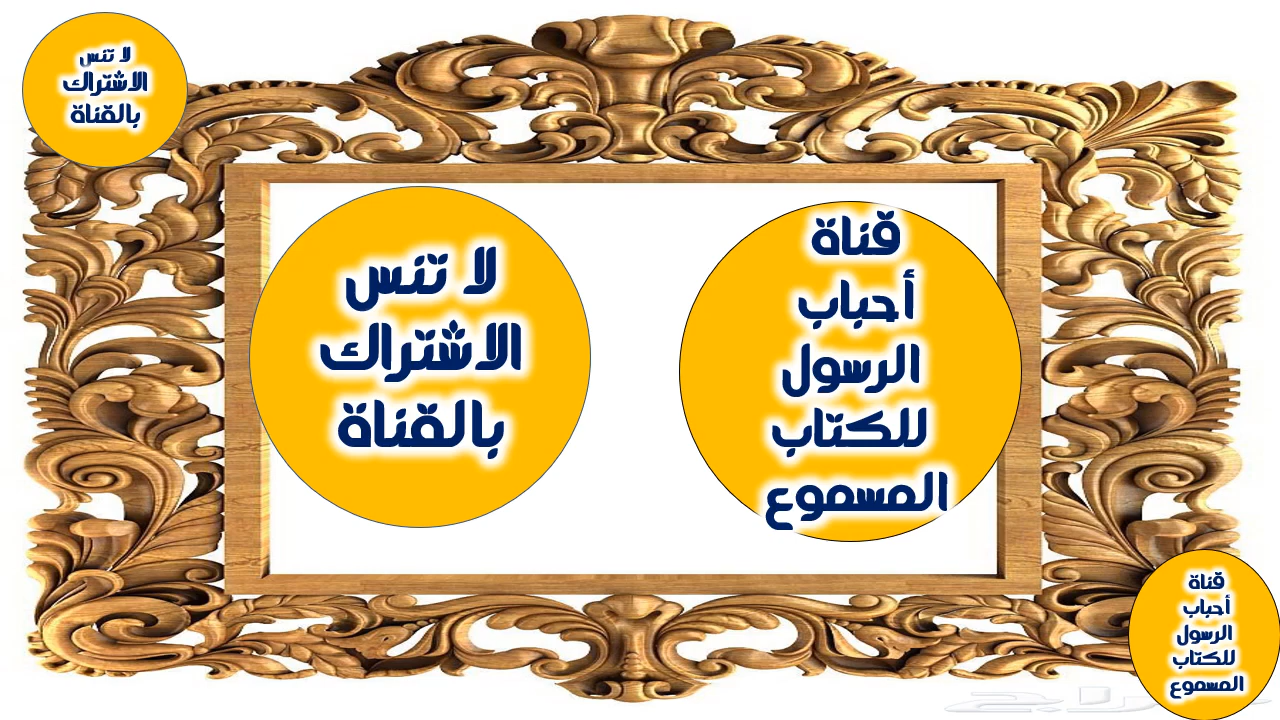 لا تنس
الاشتراك
بالقناة
قناة
أحباب
الرسول
للكتاب
المسموع
لا تنس
الاشتراك
بالقناة
قناة
أحباب
الرسول
للكتاب
المسموع